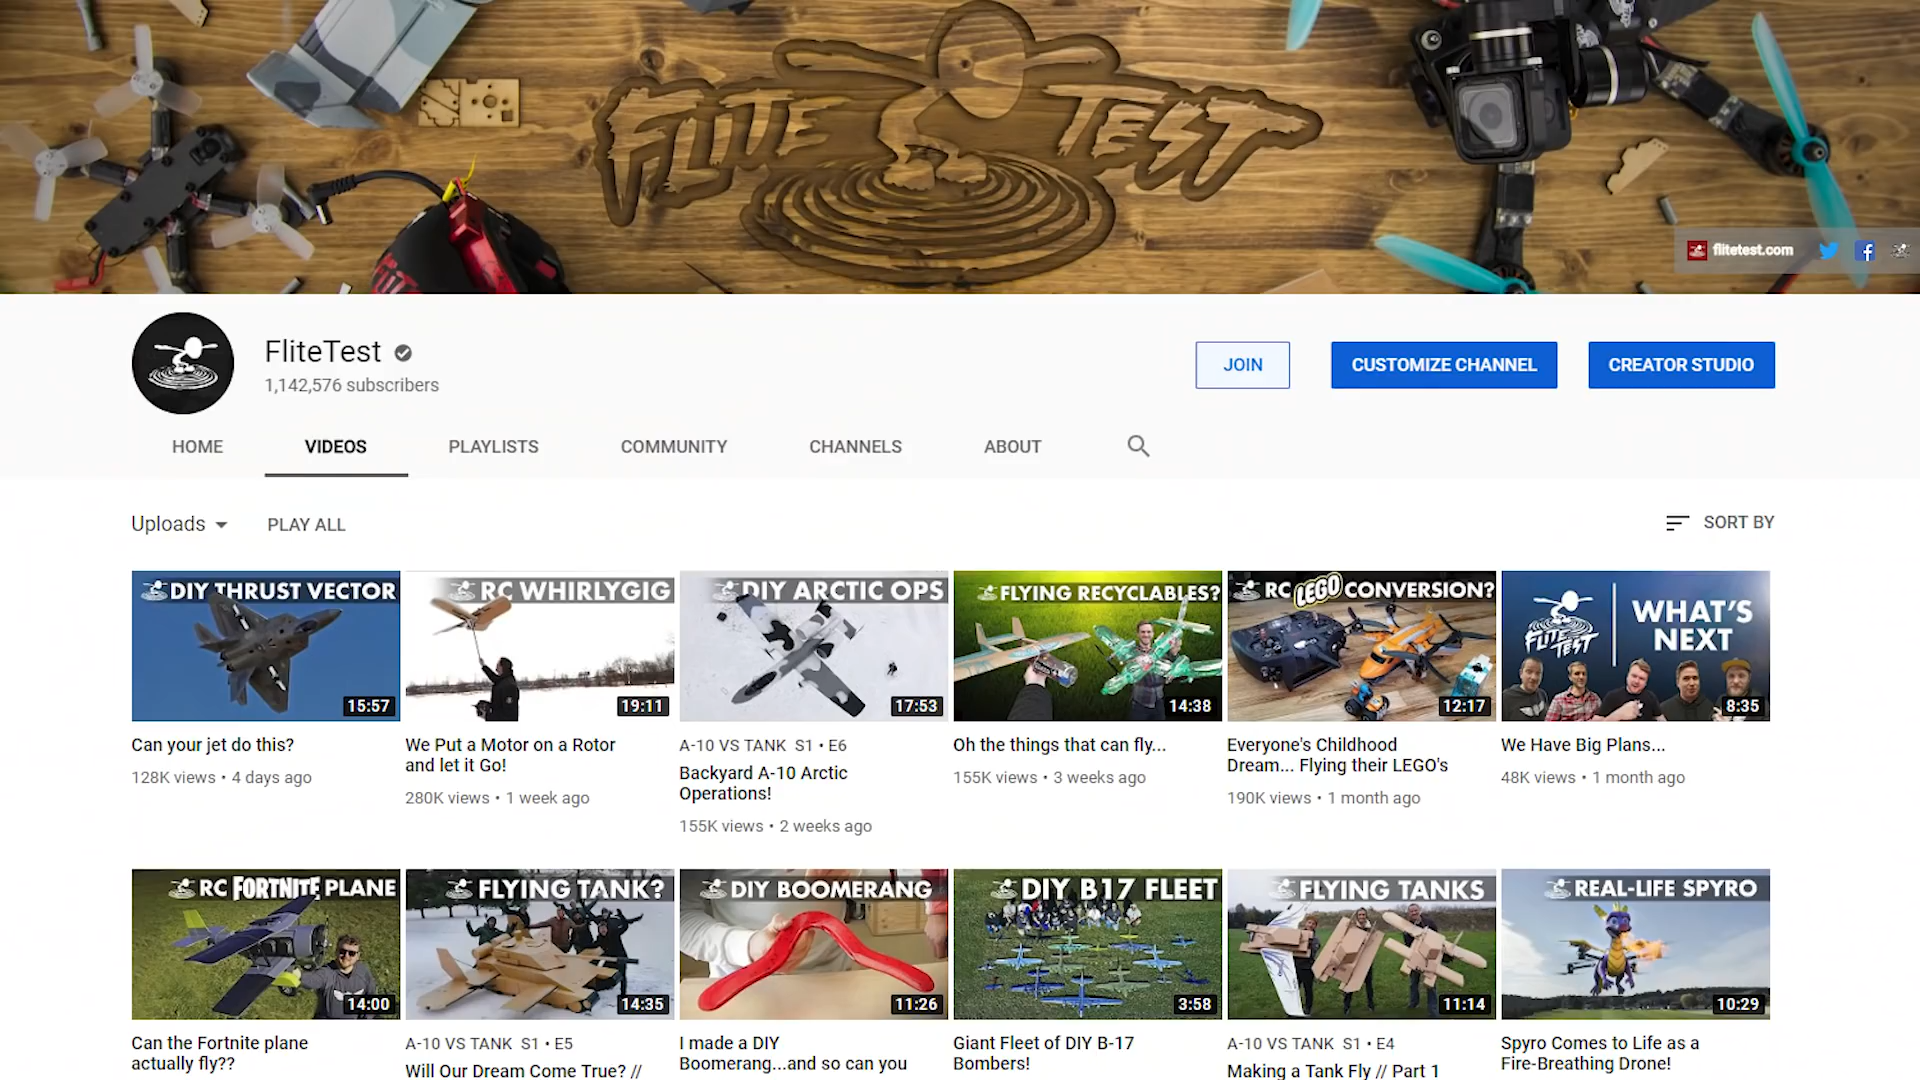 FLITE TEST
flitetest.com
FliteTest
1,142,576 subscribers
JOIN
CUSTOMIZE CHANNEL
CREATOR STUDIO
HOME
VIDEOS
PLAYLISTS
COMMUNITY
CHANNELS
ABOUT
Uploads
PLAY ALL
SORT BY
DIY THRUST VECTOR
15:57
Can your jet do this?
128K views • 4 days ago
RC WHIRLYGIG
19:11
We Put a Motor on a Rotor
and let it Go!
280K views • 1 week ago
DIY ARCTIC OPS
17:53
A-10 VS TANK S1 • E6
Backyard A-10 Arctic
Operations!
155K views • 2 weeks ago
FLYING RECYCLABLES?
14:38
Oh the things that can fly...
155K views • 3 weeks ago
RC LEGO CONVERSION?
12:17
Everyone's Childhood
Dream... Flying their LEGO's
190K views • 1 month ago
FLITE TEST
WHAT'S
NEXT
8:35
We Have Big Plans...
48K views • 1 month ago
RC FORTNITE PLANE
14:00
Can the Fortnite plane
actually fly??
FLYING TANK?
14:35
A-10 VS TANK S1 • E5
Will Our Dream Come True? //
DIY BOOMERANG
11:26
I made a DIY
Boomerang...and so can you
DIY B17 FLEET
3:58
Giant Fleet of DIY B-17
Bombers!
FLYING TANKS
11:14
A-10 VS TANK S1 • E4
Making a Tank Fly // Part 1
REAL-LIFE SPYRO
10:29
Spyro Comes to Life as a
Fire-Breathing Drone!